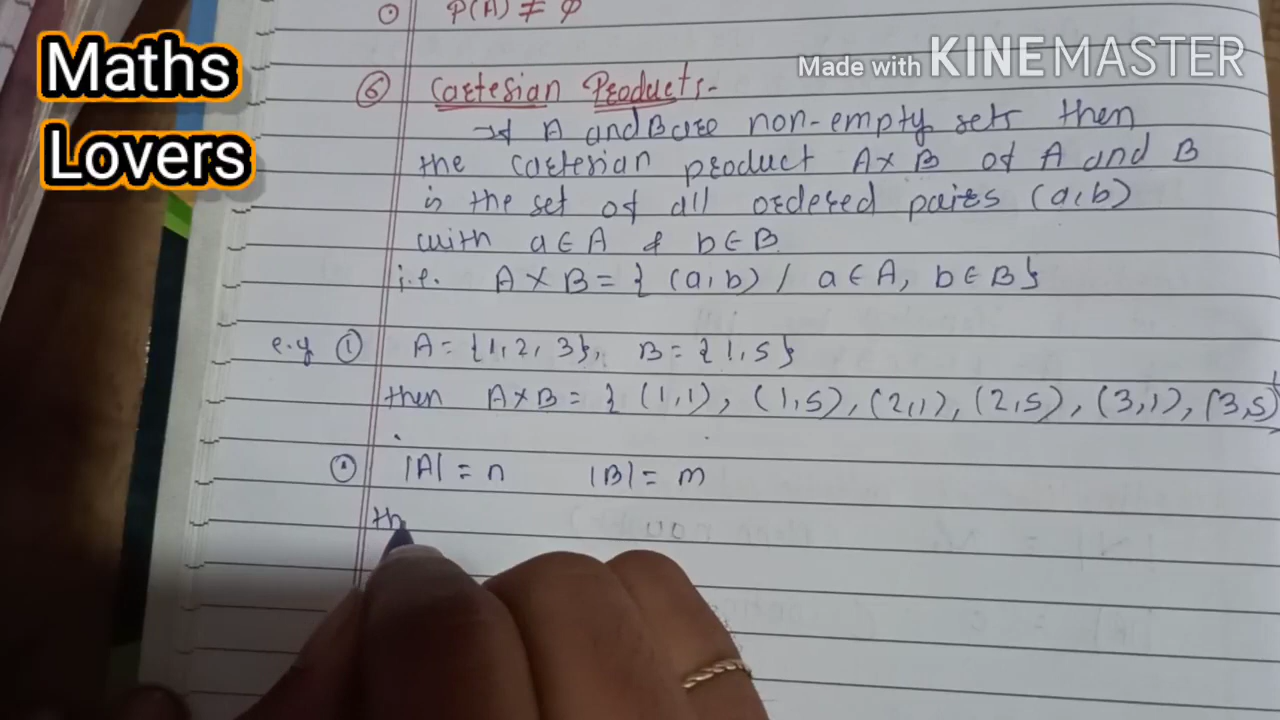 P(A) ≠ φ
Maths
Lovers
Made with KINEMASTER
⑥ Cartesian Products:-
If A and B are non-empty sets then
the Cartesian product A×B of A and B
is the set of all ordered paires (a,b)
with a∈A & b∈B
i.e. A×B = { (a,b) / a∈A, b∈B}
e.g ① A = {1, 2, 3}, B = {1, 5}
then A×B = { (1,1), (1,5), (2,1), (2,5), (3,1), (3,5)
|A| = n |B| = m
th